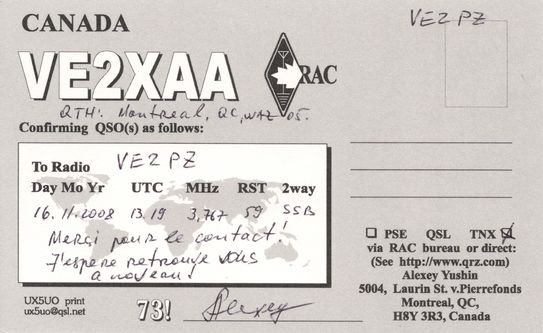 VE2PZ
CANADA
VE2XAA
RAC
QTH: Montreal, QC, WAZ 05.
Confirming QSO(s) as follows:
To Radio VE2PZ
Day Mo Yr UTC MHz RST 2way
16.11.2008 13.19 3,767 59 SSB
Merci pour le contact!
J'espere retrouve vous
a noveau!
PSE QSL TNX
via RAC bureau or direct:
(See http://www.qrz.com)
Alexey Yushin
5004, Laurin St. v.Pierrefonds
Montreal, QC,
H8Y 3R3, Canada
UX5UO print
ux5uo@qsl.net
73! Alexey